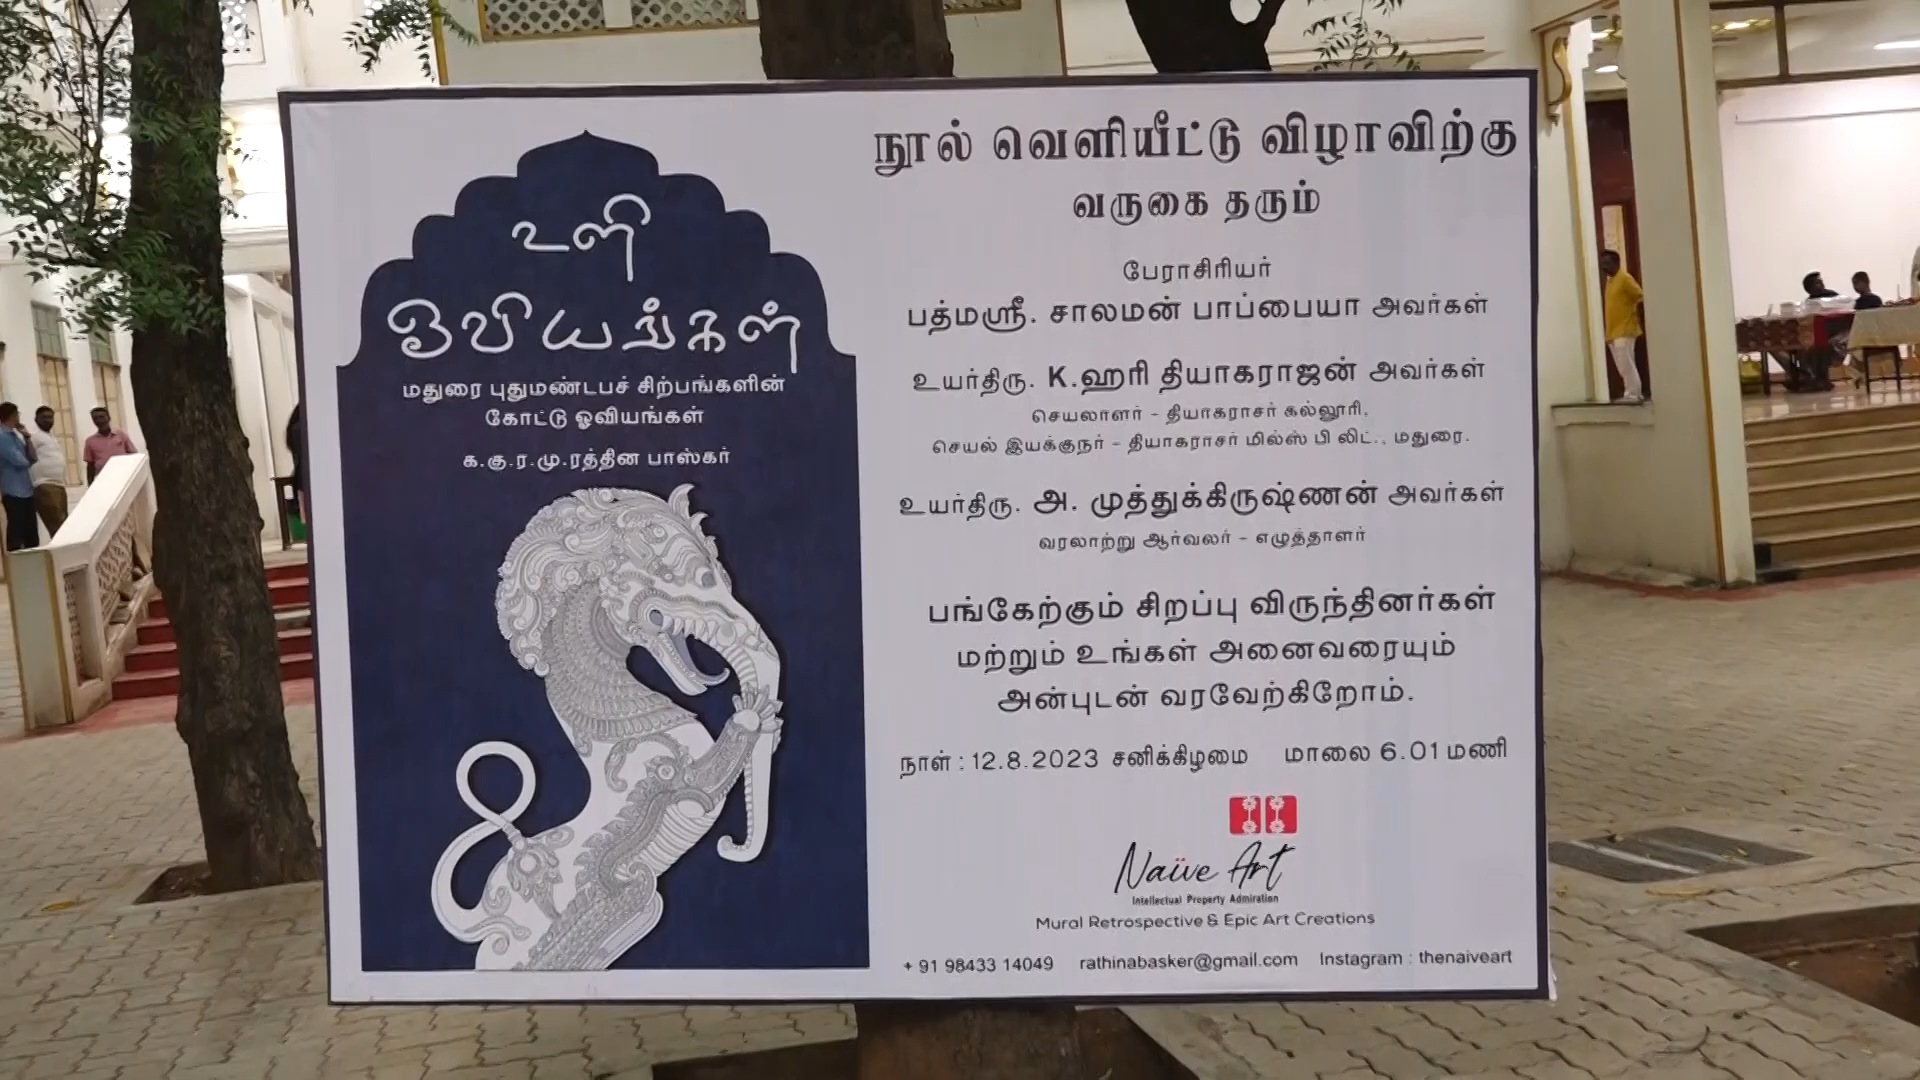 உளி
ஓவியங்கள்
மதுரை புதுமண்டபச் சிற்பங்களின்
கோட்டு ஓவியங்கள்
க.கு.ர.மு.ரத்தின பாஸ்கர்
நூல் வெளியீட்டு விழாவிற்கு
வருகை தரும்
பேராசிரியர்
பத்மஸ்ரீ. சாலமன் பாப்பையா அவர்கள்
உயர்திரு. K.ஹரி தியாகராஜன் அவர்கள்
செயலாளர் - தியாகராசர் கல்லூரி,
செயல் இயக்குநர் - தியாகராசர் மில்ஸ் பி லிட்., மதுரை.
உயர்திரு. அ. முத்துக்கிருஷ்ணன் அவர்கள்
வரலாற்று ஆர்வலர் - எழுத்தாளர்
பங்கேற்கும் சிறப்பு விருந்தினர்கள்
மற்றும் உங்கள் அனைவரையும்
அன்புடன் வரவேற்கிறோம்.
நாள் : 12.8.2023 சனிக்கிழமை மாலை 6.01 மணி
Naïve Art
Intellectual Property Admiration
Mural Retrospective & Epic Art Creations
+ 91 98433 14049 rathinabasker@gmail.com Instagram : thenaiveart